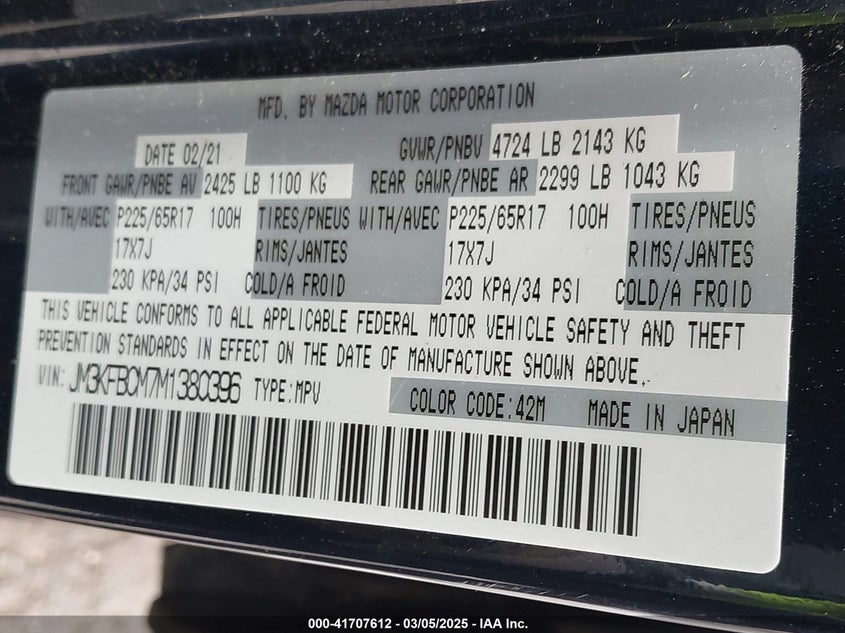 MFD. BY MAZDA MOTOR CORPORATION
DATE 02/21 GVWR/PNBV 4724 LB 2143 KG
FRONT GAWR/PNBE AV 2425 LB 1100 KG REAR GAWR/PNBE AR 2299 LB 1043 KG
WITH/AVEC P225/65R17 100H TIRES/PNEUS WITH/AVEC P225/65R17 100H TIRES/PNEUS
17X7J RIMS/JANTES 17X7J RIMS/JANTES
230 KPA/34 PSI COLD/A FROID 230 KPA/34 PSI COLD/A FROID
THIS VEHICLE CONFORMS TO ALL APPLICABLE FEDERAL MOTOR VEHICLE SAFETY AND THEFT
PREVENTION STANDARDS IN EFFECT ON THE DATE OF MANUFACTURE SHOWN ABOVE.
VIN: JM3KFBCM7M1380396 TYPE:MPV COLOR CODE:42M MADE IN JAPAN
000-41707612 - 03/05/2025 - IAA Inc.